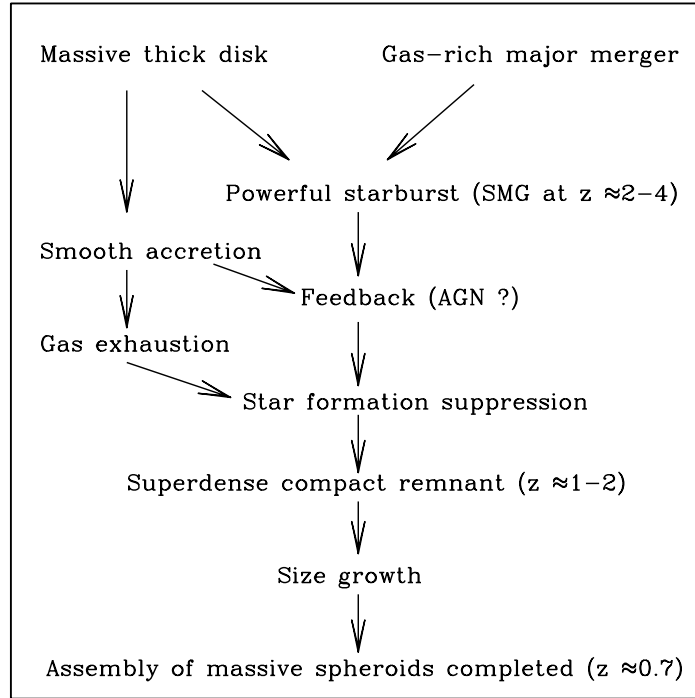 Massive thick disk
Gas-rich major merger
Powerful starburst (SMG at z ≈2-4)
Smooth accretion
Feedback (AGN ?)
Gas exhaustion
Star formation suppression
Superdense compact remnant (z ≈1-2)
Size growth
Assembly of massive spheroids completed (z ≈0.7)